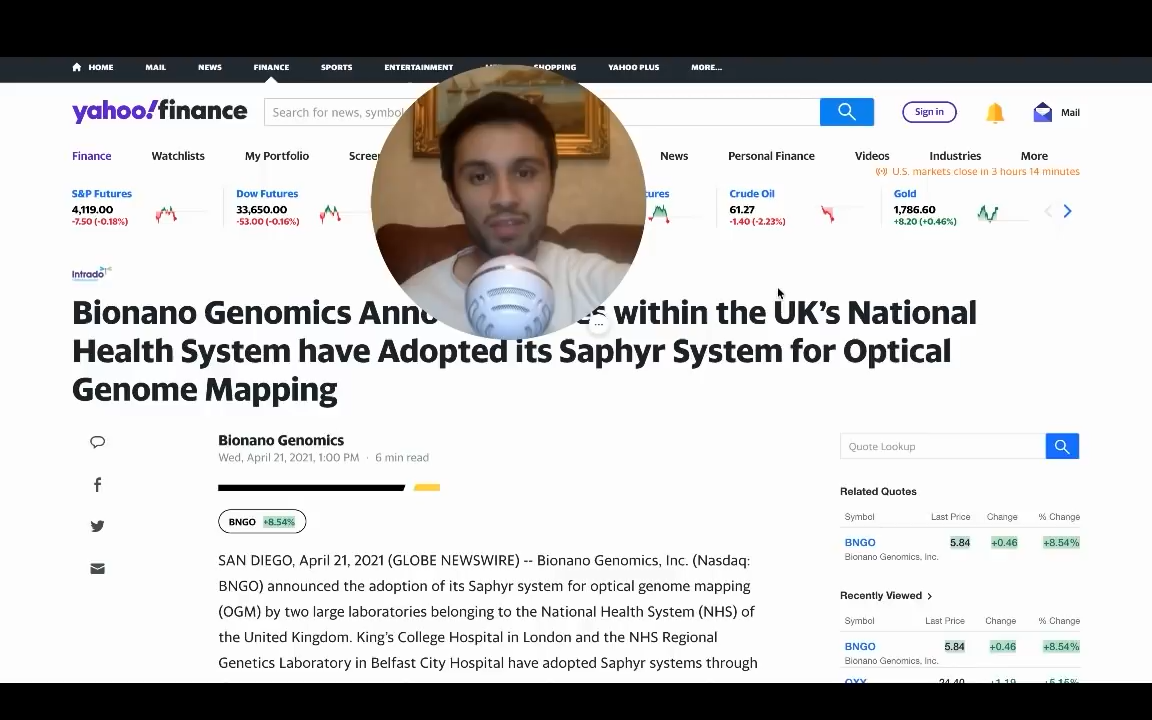 HOME MAIL NEWS FINANCE SPORTS ENTERTAINMENT SHOPPING YAHOO PLUS MORE...
yahoo!finance Search for news, symbol Sign in Mail
Finance Watchlists My Portfolio News Personal Finance Videos Industries More
U.S. markets close in 3 hours 14 minutes
S&P Futures Dow Futures Crude Oil Gold
4,119.00 33,650.00 61.27 1,786.60
-7.50 (-0.18%) -53.00 (-0.16%) -1.40 (-2.23%) +8.20 (+0.46%)
Intrado
Bionano Genomics within the UK’s National
Health System have Adopted its Saphyr System for Optical
Genome Mapping
Bionano Genomics
Wed, April 21, 2021, 1:00 PM · 6 min read
BNGO +8.54%
SAN DIEGO, April 21, 2021 (GLOBE NEWSWIRE) -- Bionano Genomics, Inc. (Nasdaq:
BNGO) announced the adoption of its Saphyr system for optical genome mapping
(OGM) by two large laboratories belonging to the National Health System (NHS) of
the United Kingdom. King’s College Hospital in London and the NHS Regional
Genetics Laboratory in Belfast City Hospital have adopted Saphyr systems through
Quote Lookup
Related Quotes
Symbol Last Price Change % Change
BNGO 5.84 +0.46 +8.54%
Bionano Genomics, Inc.
Recently Viewed >
Symbol Last Price Change % Change
BNGO 5.84 +0.46 +8.54%
Bionano Genomics, Inc.
OXY 24.40 +1.19 +5.15%